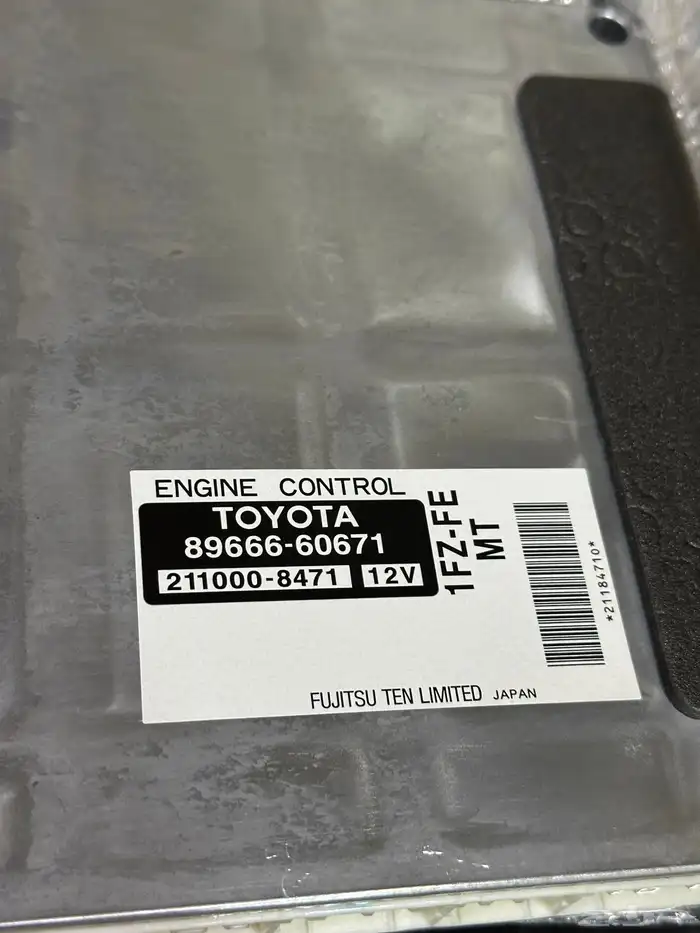 ENGINE CONTROL
TOYOTA
89666-60671
211000-8471 12V
1FZ-FE
MT
*21184710*
FUJITSU TEN LIMITED JAPAN